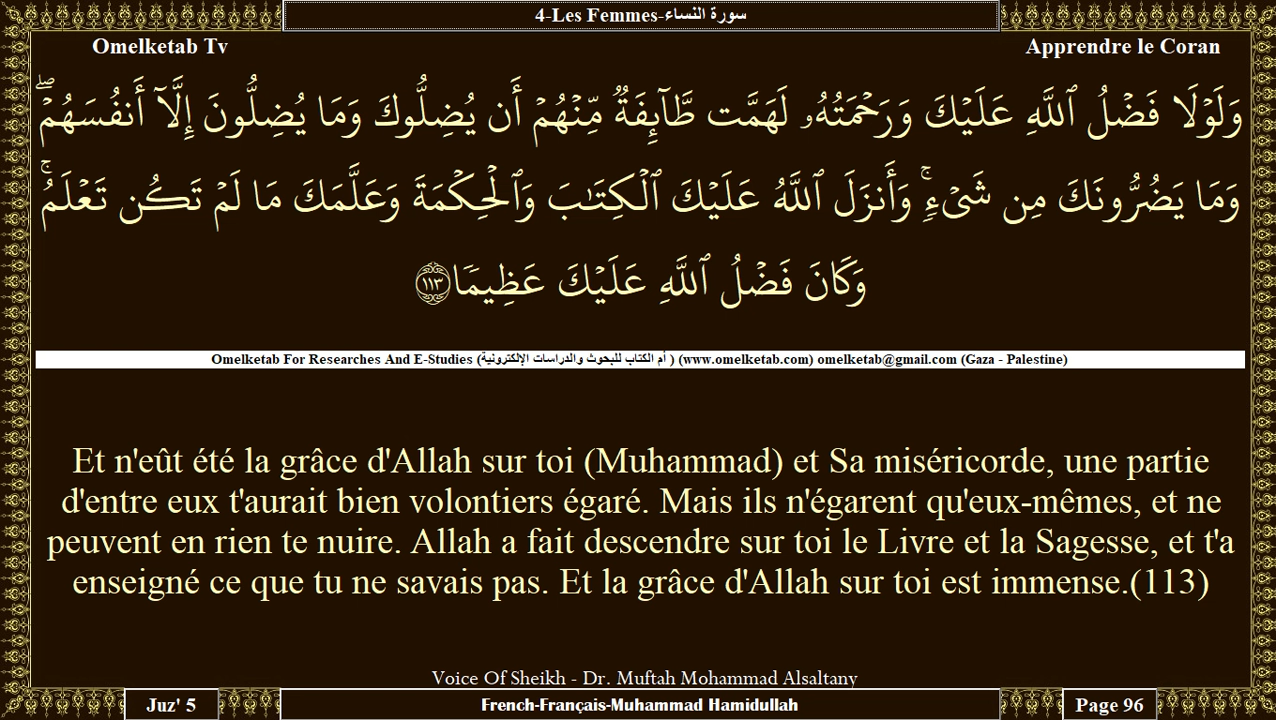 4-Les Femmes-سورة النساء
Omelketab Tv
Apprendre le Coran
وَلَوۡلَا فَضۡلُ ٱللَّهِ عَلَيۡكَ وَرَحۡمَتُهُۥ لَهَمَّت طَّآئِفَةٞ مِّنۡهُمۡ أَن يُضِلُّوكَ وَمَا يُضِلُّونَ إِلَّآ أَنفُسَهُمۡۖ
وَمَا يَضُرُّونَكَ مِن شَيۡءٖۚ وَأَنزَلَ ٱللَّهُ عَلَيۡكَ ٱلۡكِتَٰبَ وَٱلۡحِكۡمَةَ وَعَلَّمَكَ مَا لَمۡ تَكُن تَعۡلَمُۚ
وَكَانَ فَضۡلُ ٱللَّهِ عَلَيۡكَ عَظِيمٗا ١١٣
Omelketab For Researches And E-Studies (أم الكتاب للبحوث والدراسات الإلكترونية ) (www.omelketab.com) omelketab@gmail.com (Gaza - Palestine)
Et n'eût été la grâce d'Allah sur toi (Muhammad) et Sa miséricorde, une partie
d'entre eux t'aurait bien volontiers égaré. Mais ils n'égarent qu'eux-mêmes, et ne
peuvent en rien te nuire. Allah a fait descendre sur toi le Livre et la Sagesse, et t'a
enseigné ce que tu ne savais pas. Et la grâce d'Allah sur toi est immense.(113)
Voice Of Sheikh - Dr. Muftah Mohammad Alsaltany
Juz' 5
French-Français-Muhammad Hamidullah
Page 96